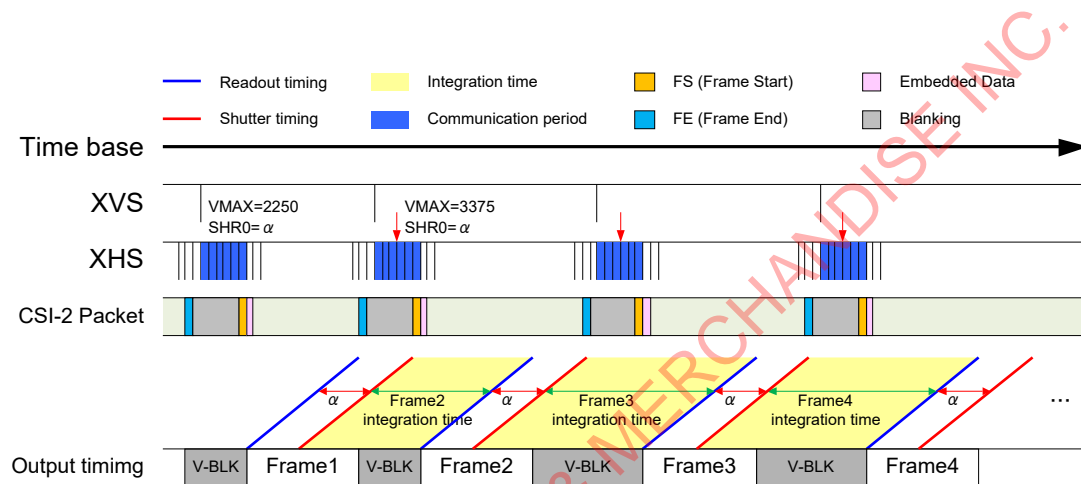 Readout timing
Integration time
FS (Frame Start)
Embedded Data
Shutter timing
Communication period
FE (Frame End)
Blanking
Time base
XVS
VMAX=2250
SHR0= α
VMAX=3375
SHR0= α
XHS
CSI-2 Packet
α
Frame2
integration time
α
Frame3
integration time
α
Frame4
integration time
α
...
Output timimg
V-BLK
Frame1
V-BLK
Frame2
V-BLK
Frame3
V-BLK
Frame4
& MERCHANDISE INC.